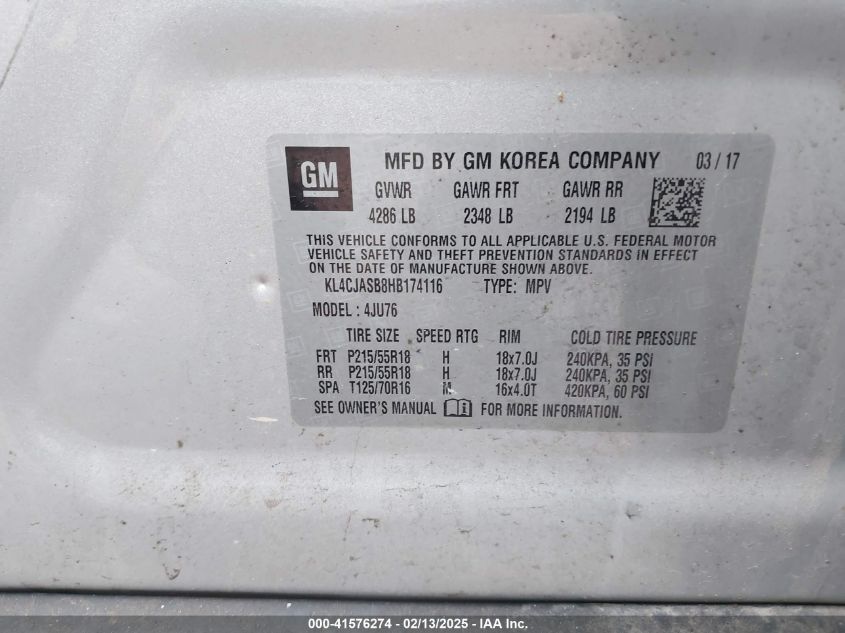 GM
MFD BY GM KOREA COMPANY 03/17
GVWR GAWR FRT GAWR RR
4286 LB 2348 LB 2194 LB
THIS VEHICLE CONFORMS TO ALL APPLICABLE U.S. FEDERAL MOTOR
VEHICLE SAFETY AND THEFT PREVENTION STANDARDS IN EFFECT
ON THE DATE OF MANUFACTURE SHOWN ABOVE.
KL4CJASB8HB174116 TYPE: MPV
MODEL: 4JU76
TIRE SIZE SPEED RTG RIM COLD TIRE PRESSURE
FRT P215/55R18 H 18x7.0J 240KPA, 35 PSI
RR P215/55R18 H 18x7.0J 240KPA, 35 PSI
SPA T125/70R16 M 16x4.0T 420KPA, 60 PSI
SEE OWNER'S MANUAL FOR MORE INFORMATION.
000-41576274 - 02/13/2025 - IAA Inc.